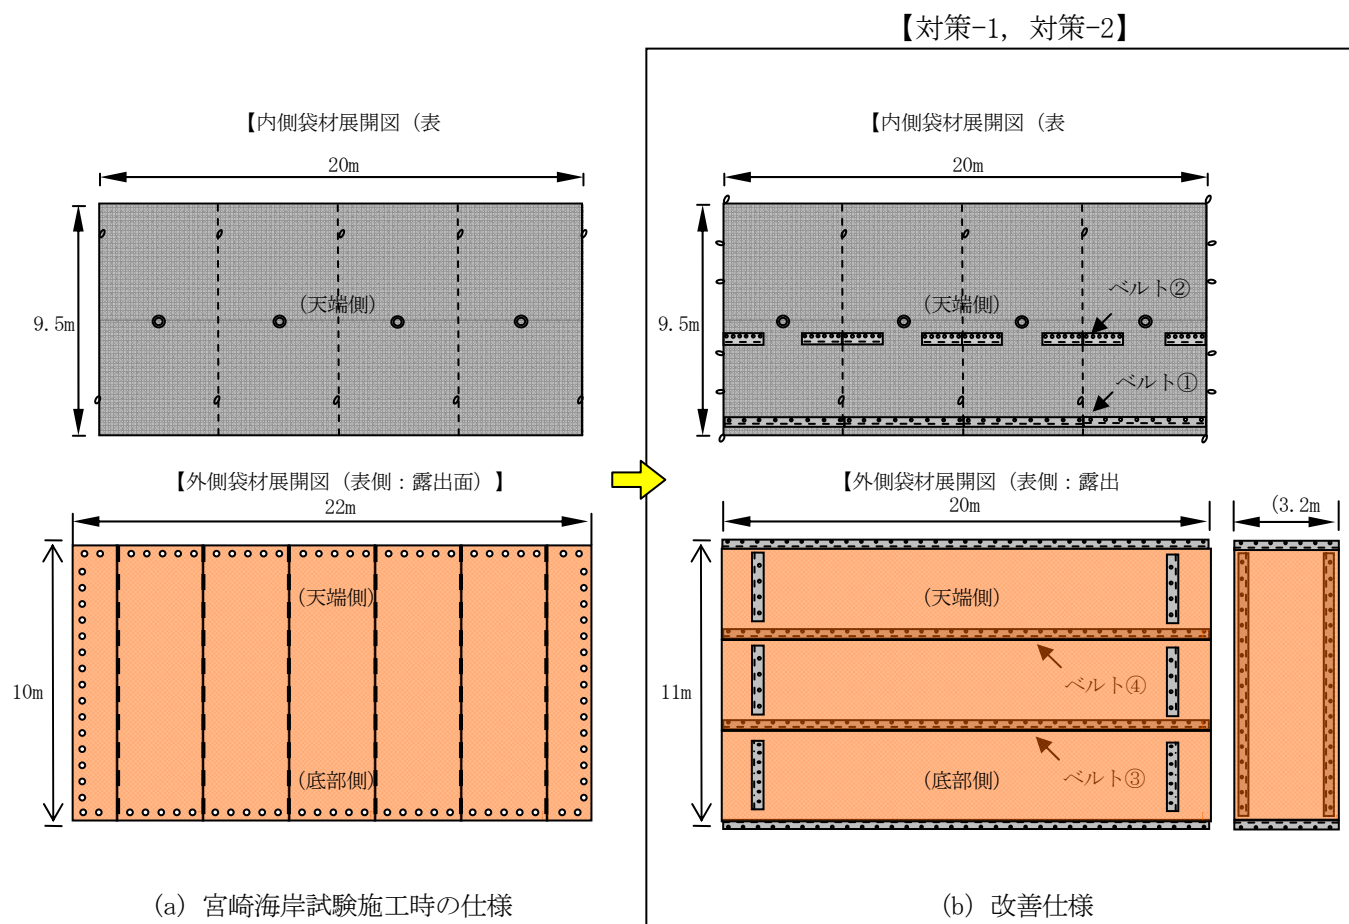 【対策-1, 対策-2】
【内側袋材展開図（表
20m
9.5m
（天端側）
【外側袋材展開図（表側：露出面）】
22m
10m
（天端側）
（底部側）
(a) 宮崎海岸試験施工時の仕様
【内側袋材展開図（表
20m
9.5m
（天端側）
ベルト②
ベルト①
【外側袋材展開図（表側：露出
20m
(3.2m
11m
（天端側）
ベルト④
ベルト③
（底部側）
(b) 改善仕様